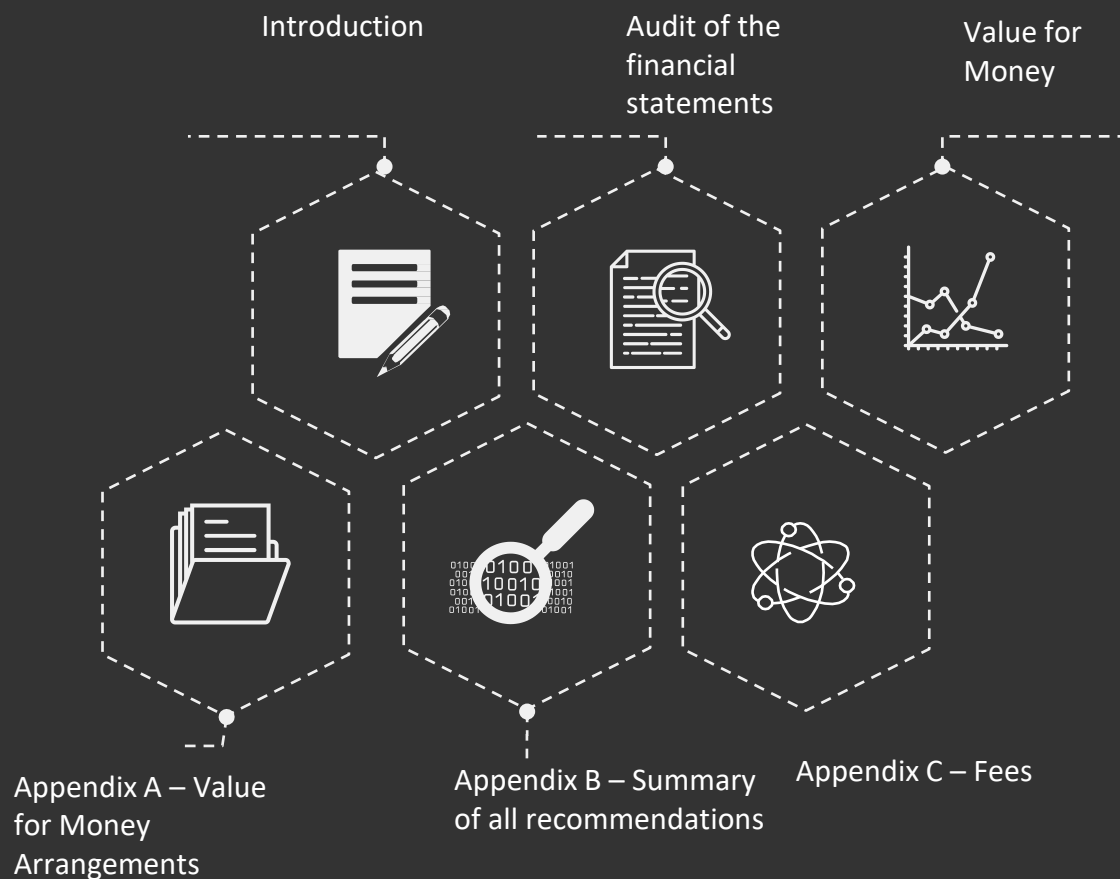 Introduction
Audit of the
financial
statements
Value for
Money
Appendix A – Value
for Money
Arrangements
Appendix B – Summary
of all recommendations
Appendix C – Fees